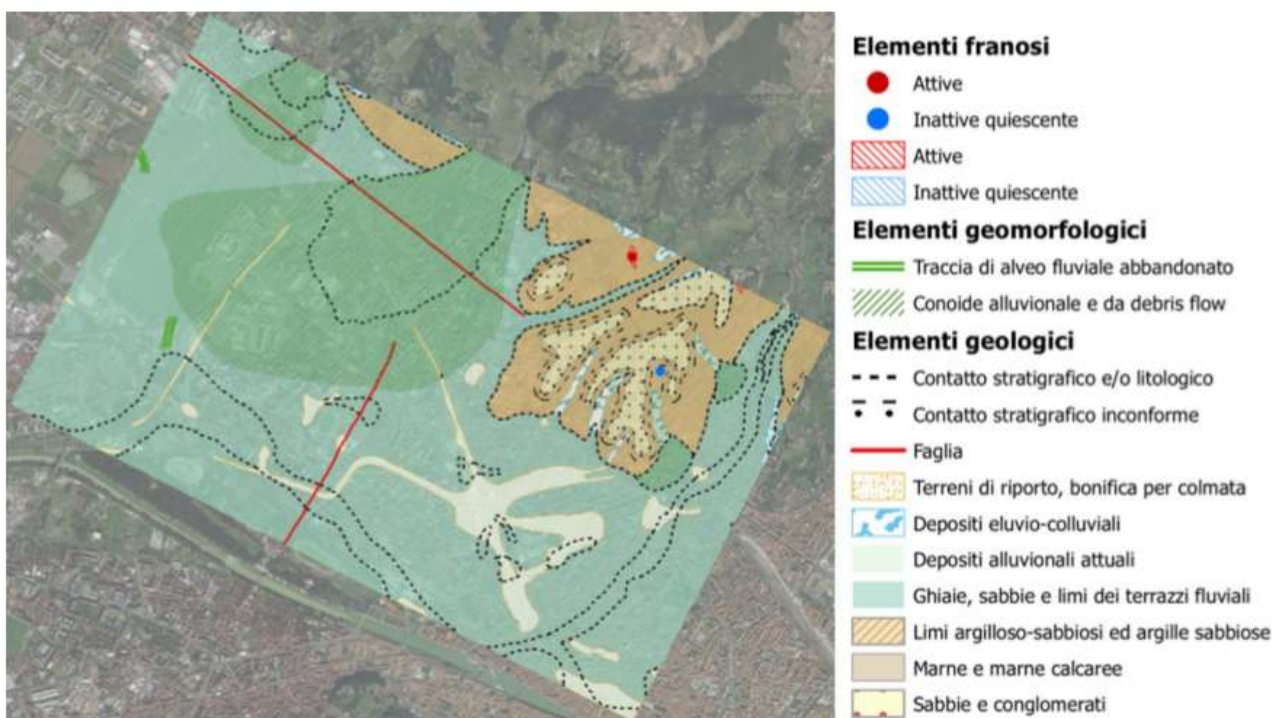 Elementi franosi
Attive
Inattive quiescente
Attive
Inattive quiescente
Elementi geomorfologici
Traccia di alveo fluviale abbandonato
Conoide alluvionale e da debris flow
Elementi geologici
Contatto stratigrafico e/o litologico
Contatto stratigrafico inconforme
Faglia
Terreni di riporto, bonifica per colmata
Depositi eluvio-colluviali
Depositi alluvionali attuali
Ghiaie, sabbie e limi dei terrazzi fluviali
Limi argilloso-sabbiosi ed argille sabbiose
Marne e marne calcaree
Sabbie e conglomerati